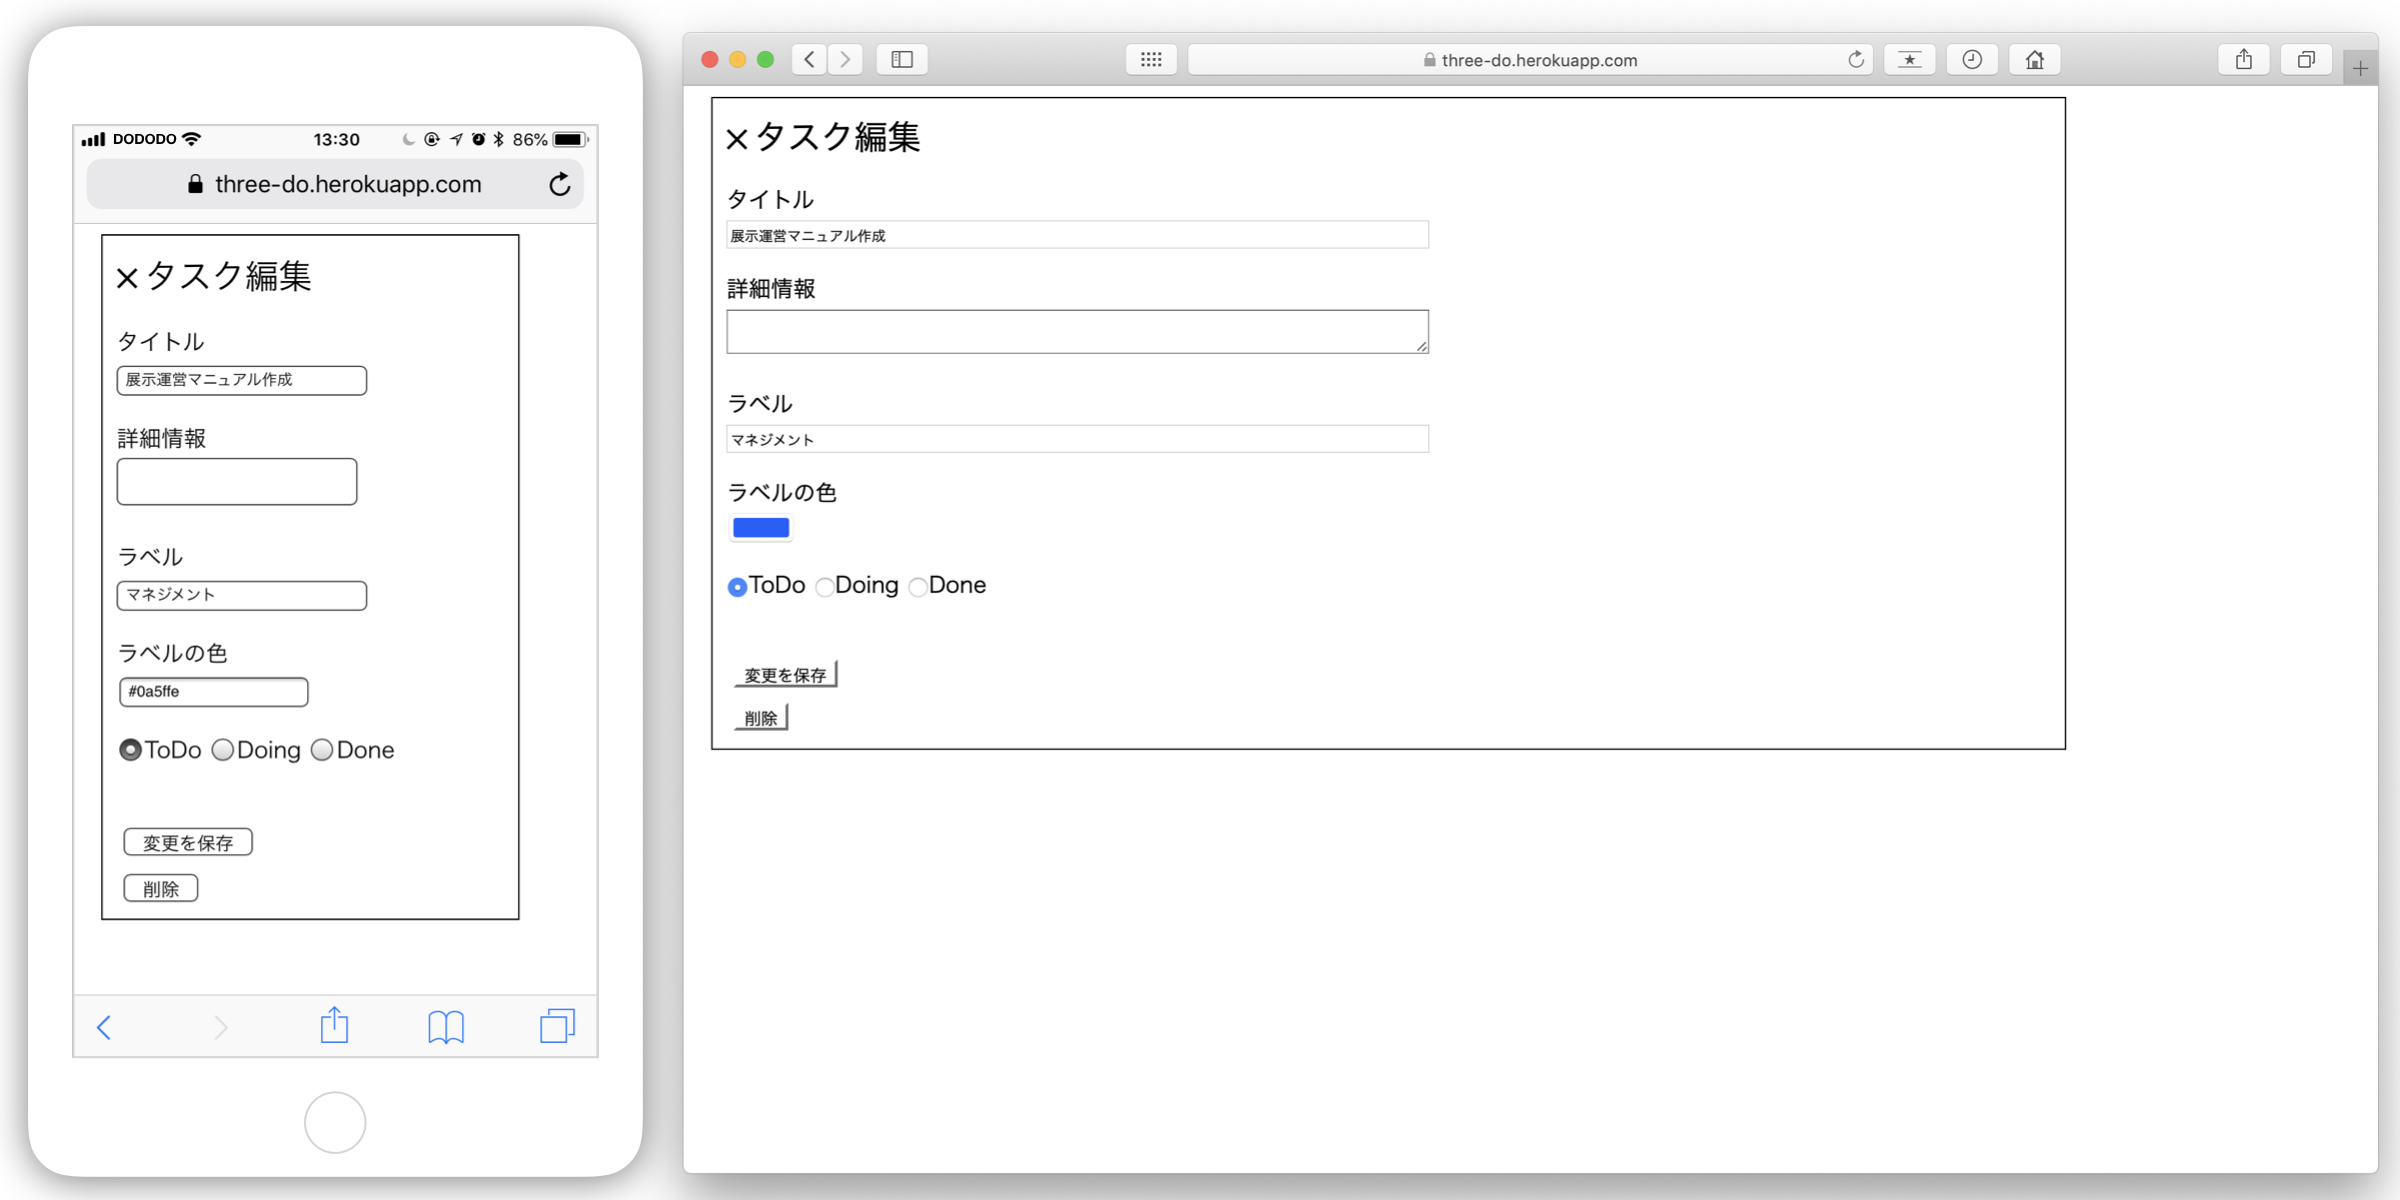 DODODO 13:30 86%
three-do.herokuapp.com
×タスク編集
タイトル
展示運営マニュアル作成
詳細情報
ラベル
マネジメント
ラベルの色
#0a5ffe
ToDo Doing Done
変更を保存
削除
three-do.herokuapp.com
×タスク編集
タイトル
展示運営マニュアル作成
詳細情報
ラベル
マネジメント
ラベルの色
ToDo Doing Done
変更を保存
削除